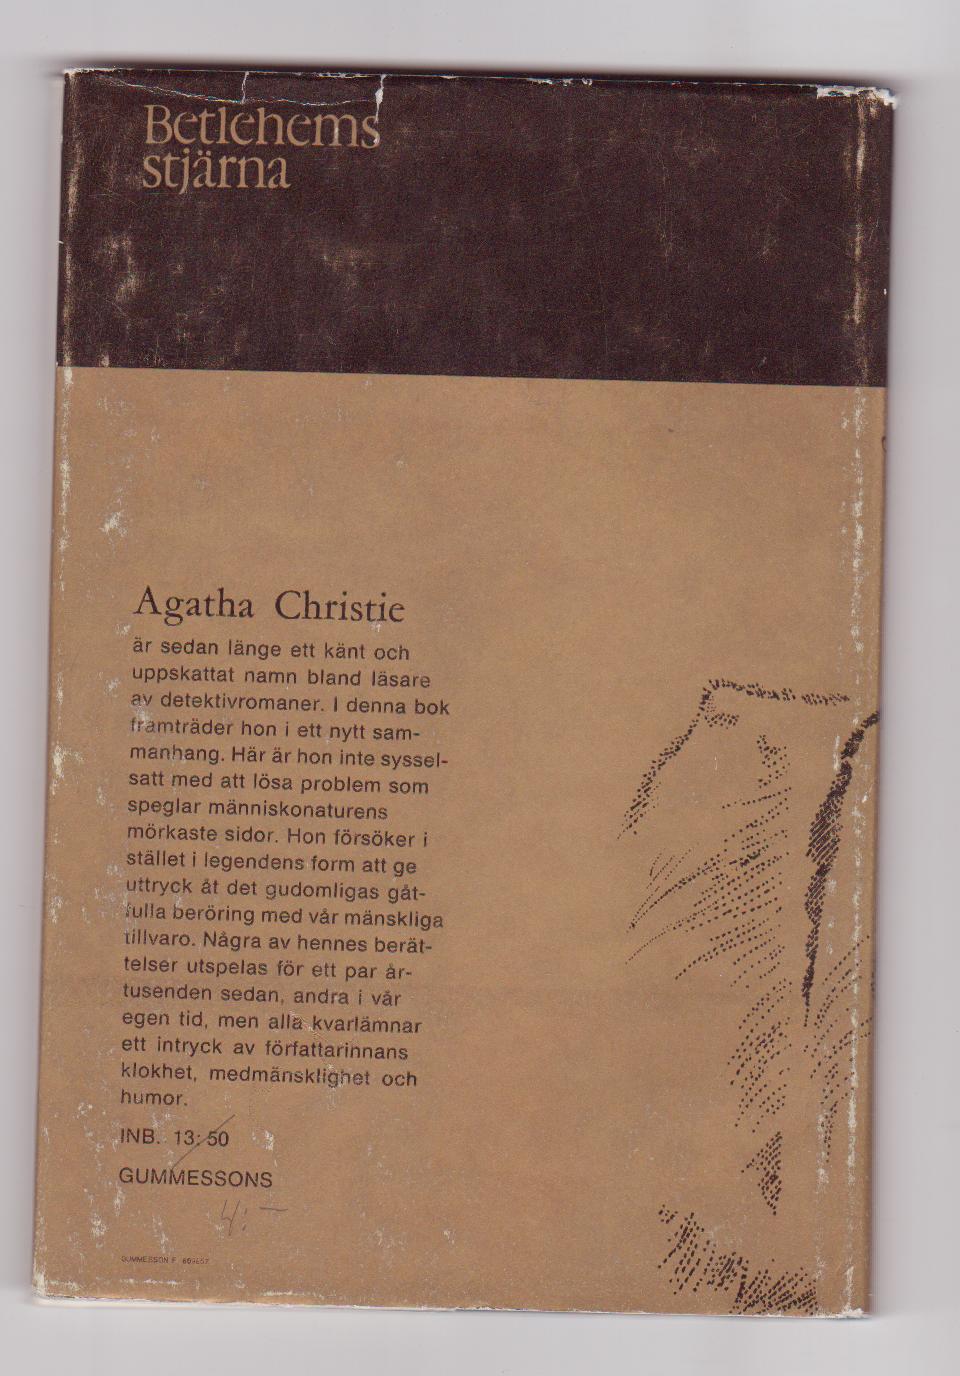 Betlehems
stjärna
Agatha Christie
är sedan länge ett känt och
uppskattat namn bland läsare
av detektivromaner. I denna bok
framträder hon i ett nytt sam-
manhang. Här är hon inte syssel-
satt med att lösa problem som
speglar människonaturens
mörkaste sidor. Hon försöker i
stället i legendens form att ge
uttryck åt det gudomligas gåt-
fulla beröring med vår mänskliga
tillvaro. Några av hennes berät-
telser utspelas för ett par år-
tusenden sedan, andra i vår
egen tid, men alla kvarlämnar
ett intryck av författarinnans
klokhet, medmänsklighet och
humor.
INB. 13:50
GUMMESSONS
4:—
GUMMESSON F